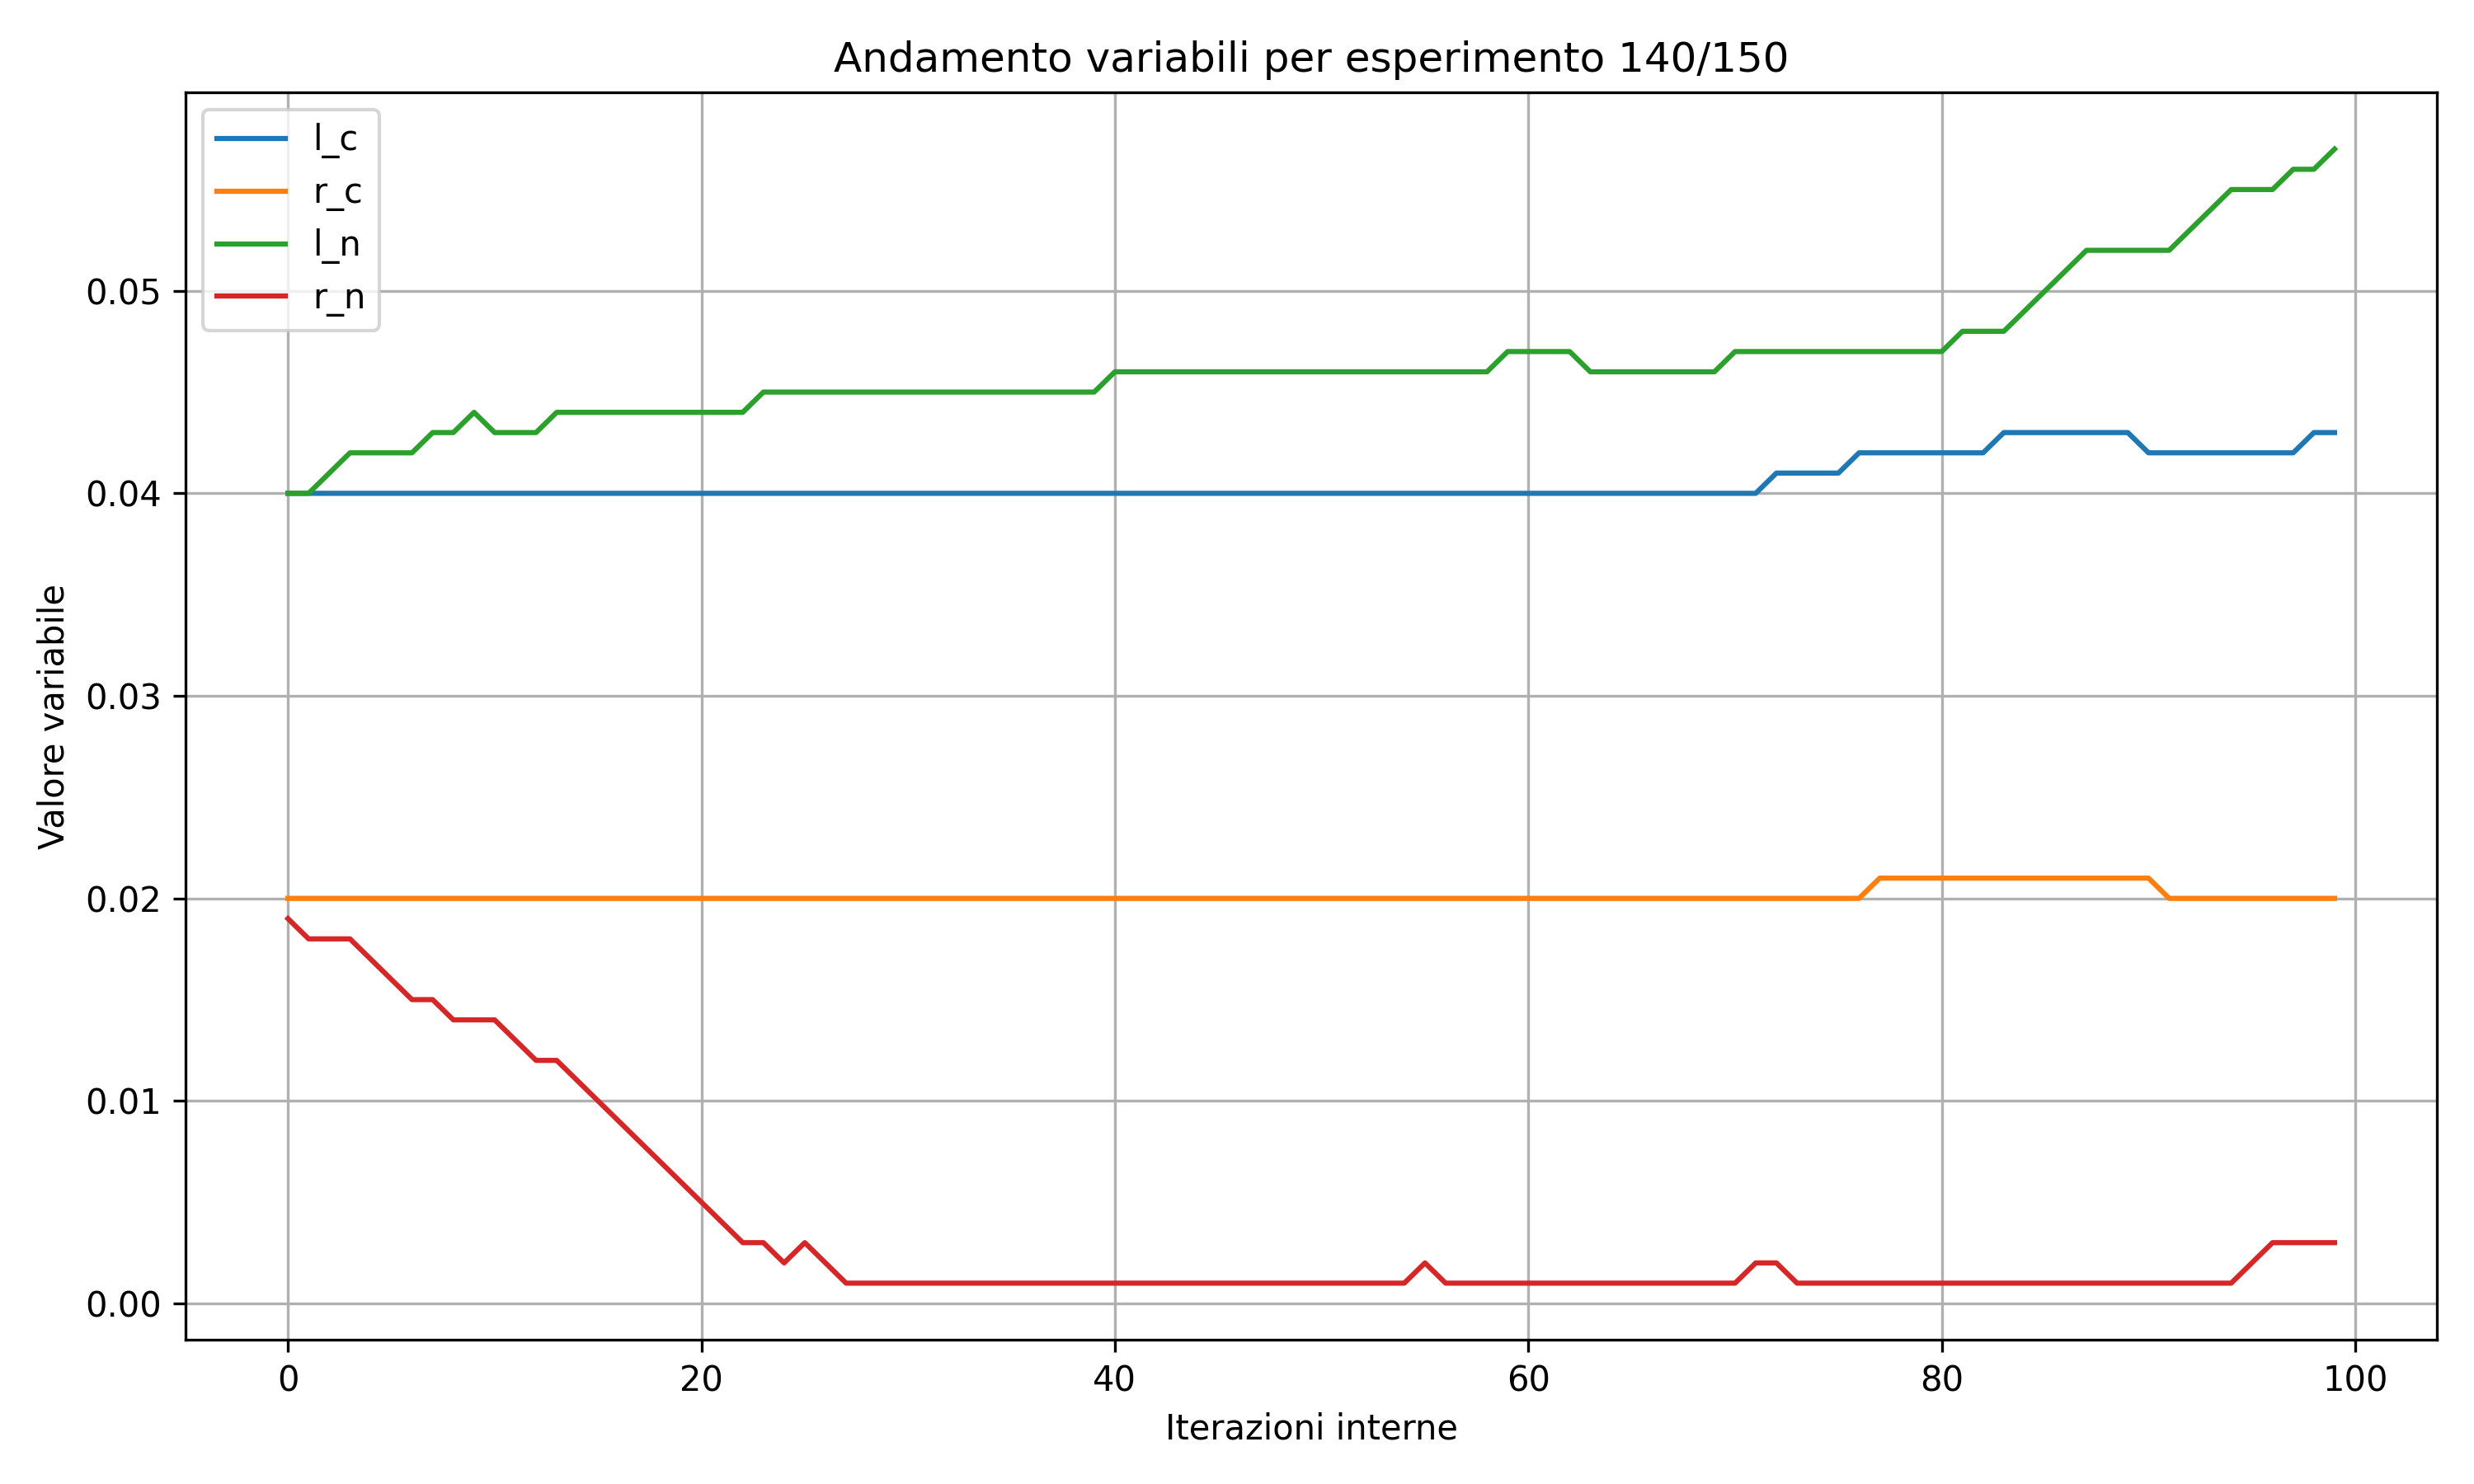 Andamento variabili per esperimento 140/150
l_c
r_c
l_n
r_n
Valore variabile
0.05
0.04
0.03
0.02
0.01
0.00
0 20 40 60 80 100
Iterazioni interne